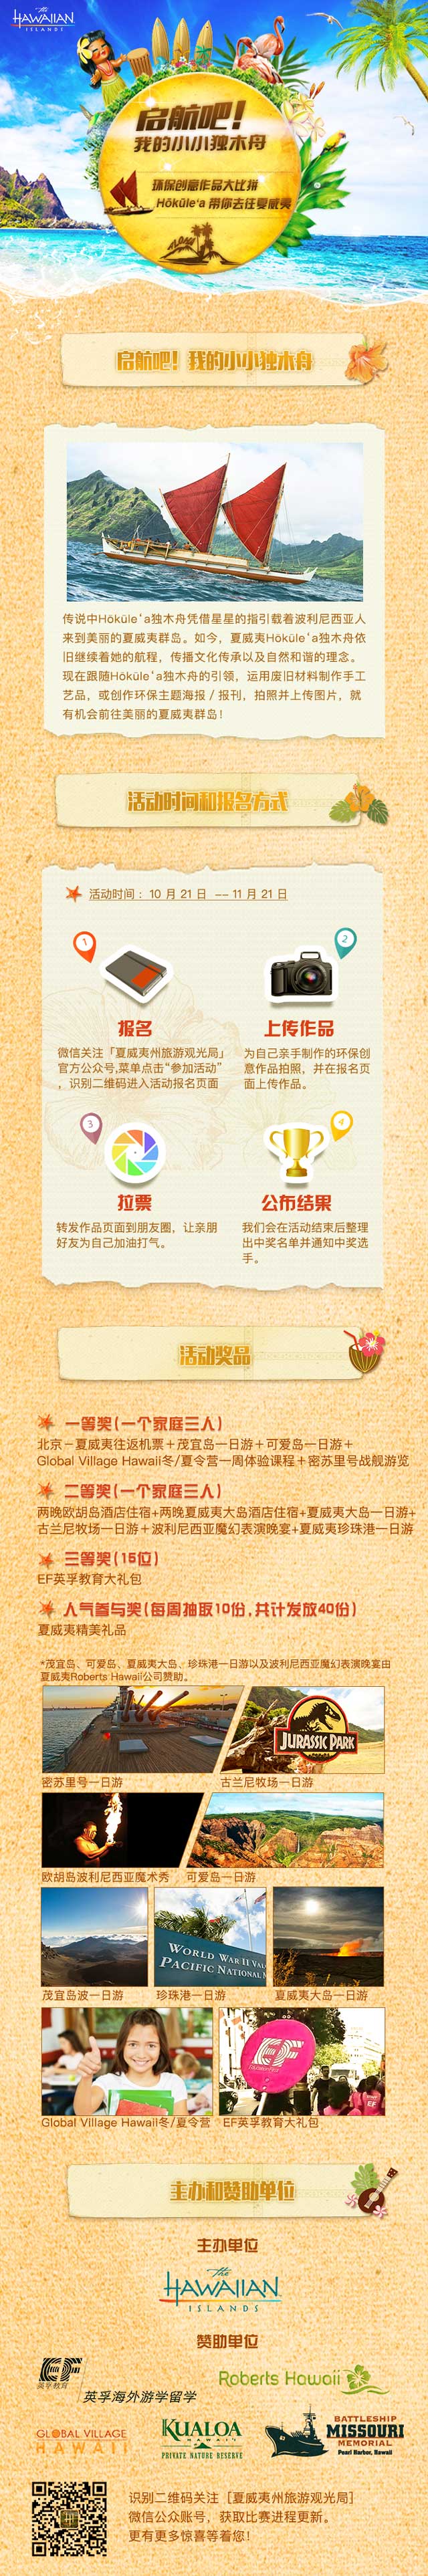 The
HAWAIIAN
ISLANDS
启航吧!
我的小小独木舟
环保创意作品大比拼
Hōkūle‘a 带你去往夏威夷
启航吧! 我的小小独木舟
传说中Hōkūle‘a独木舟凭借星星的指引载着波利尼西亚人
来到美丽的夏威夷群岛。如今，夏威夷Hōkūle‘a独木舟依
旧继续着她的航程，传播文化传承以及自然和谐的理念。
现在跟随Hōkūle‘a独木舟的引领，运用废旧材料制作手工
艺品，或创作环保主题海报 / 报刊，拍照并上传图片，就
有机会前往美丽的夏威夷群岛!
活动时间和报名方式
活动时间 : 10 月 21 日 -- 11 月 21 日
1
2
报名
上传作品
微信关注「夏威夷州旅游观光局」
官方公众号,菜单点击“参加活动”
，识别二维码进入活动报名页面
为自己亲手制作的环保创
意作品拍照，并在报名页
面上传作品。
3
4
拉票
公布结果
转发作品页面到朋友圈，让亲朋
好友为自己加油打气。
我们会在活动结束后整理
出中奖名单并通知中奖选
手。
活动奖品
一等奖(一个家庭三人)
北京－夏威夷往返机票＋茂宜岛一日游＋可爱岛一日游＋
Global Village Hawaii冬/夏令营一周体验课程＋密苏里号战舰游览
二等奖(一个家庭三人)
两晚欧胡岛酒店住宿+两晚夏威夷大岛酒店住宿+夏威夷大岛一日游+
古兰尼牧场一日游＋波利尼西亚魔幻表演晚宴+夏威夷珍珠港一日游
三等奖(15位)
EF英孚教育大礼包
人气参与奖(每周抽取10份,共计发放40份)
夏威夷精美礼品
*茂宜岛、可爱岛、夏威夷大岛、珍珠港一日游以及波利尼西亚魔幻表演晚宴由
夏威夷Roberts Hawaii公司赞助。
JURASSIC PARK
密苏里号一日游
古兰尼牧场一日游
欧胡岛波利尼西亚魔术秀
可爱岛一日游
WORLD WAR II VAL
PACIFIC NATIONAL M
茂宜岛波一日游
珍珠港一日游
夏威夷大岛一日游
EF
EF
Global Village Hawaii冬/夏令营
EF英孚教育大礼包
主办和赞助单位
主办单位
The
HAWAIIAN
ISLANDS
赞助单位
EF
英孚教育
英孚海外游学留学
Roberts Hawaii
GLOBAL VILLAGE
HAWAII
KUALOA
HAWAI'I
PRIVATE NATURE RESERVE
BATTLESHIP
MISSOURI
MEMORIAL
Pearl Harbor, Hawaii
识别二维码关注［夏威夷州旅游观光局］
微信公众账号，获取比赛进程更新。
更有更多惊喜等着您!